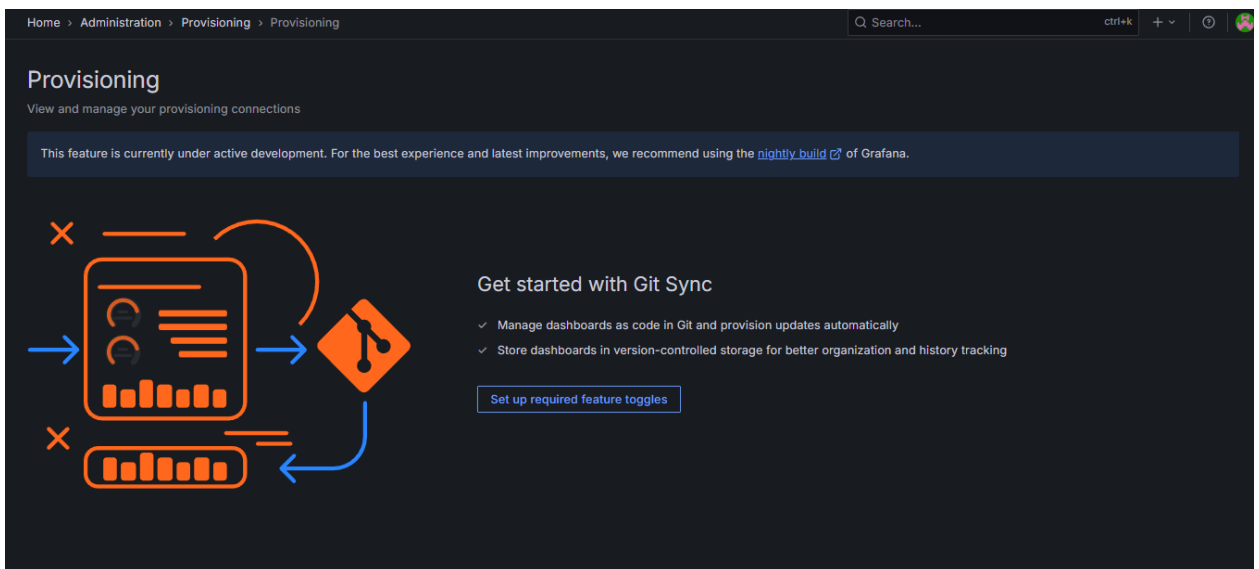 Home > Administration > Provisioning > Provisioning
Search...
ctrl+k
Provisioning
View and manage your provisioning connections
This feature is currently under active development. For the best experience and latest improvements, we recommend using the nightly build of Grafana.
Get started with Git Sync
Manage dashboards as code in Git and provision updates automatically
Store dashboards in version-controlled storage for better organization and history tracking
Set up required feature toggles